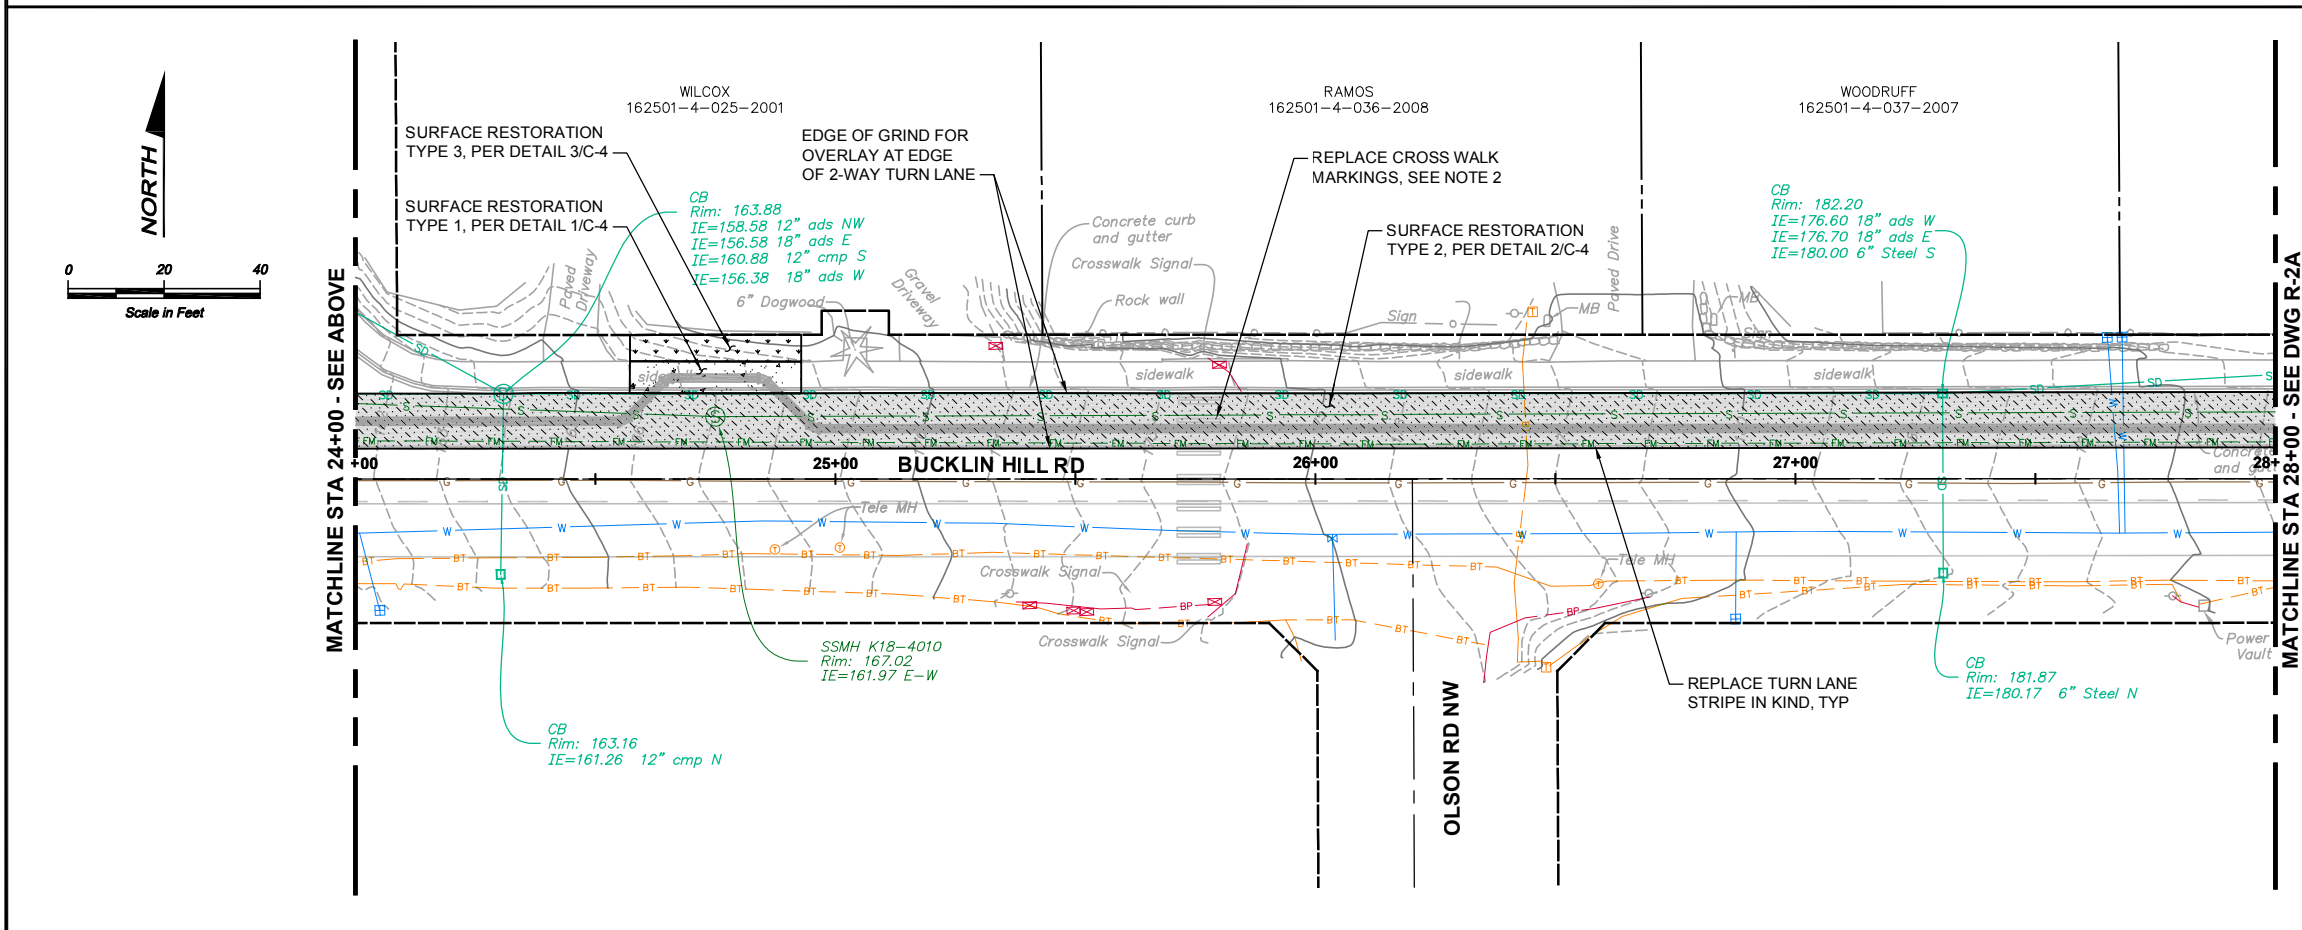 WILCOX
162501-4-025-2001
RAMOS
162501-4-036-2008
WOODRUFF
162501-4-037-2007
NORTH
0 20 40
Scale in Feet
SURFACE RESTORATION
TYPE 3, PER DETAIL 3/C-4
SURFACE RESTORATION
TYPE 1, PER DETAIL 1/C-4
EDGE OF GRIND FOR
OVERLAY AT EDGE
OF 2-WAY TURN LANE
REPLACE CROSS WALK
MARKINGS, SEE NOTE 2
SURFACE RESTORATION
TYPE 2, PER DETAIL 2/C-4
CB
Rim: 163.88
IE=158.58 12" ads NW
IE=156.58 18" ads E
IE=160.88 12" cmp S
IE=156.38 18" ads W
CB
Rim: 182.20
IE=176.60 18" ads W
IE=176.70 18" ads E
IE=180.00 6" Steel S
Concrete curb
and gutter
Crosswalk Signal
Rock wall
Paved
Driveway
6" Dogwood
Gravel
Driveway
Sign
MB
Paved Drive
MB
Sign
sidewalk
sidewalk
sidewalk
sidewalk
MATCHLINE STA 24+00 - SEE ABOVE
MATCHLINE STA 28+00 - SEE DWG R-2A
+00
25+00
BUCKLIN HILL RD
26+00
27+00
28+
Concrete
and gut
Tele MH
Crosswalk Signal
Crosswalk Signal
Tele MH
Power
Vault
SSMH K18-4010
Rim: 167.02
IE=161.97 E-W
CB
Rim: 163.16
IE=161.26 12" cmp N
OLSON RD NW
REPLACE TURN LANE
STRIPE IN KIND, TYP
CB
Rim: 181.87
IE=180.17 6" Steel N